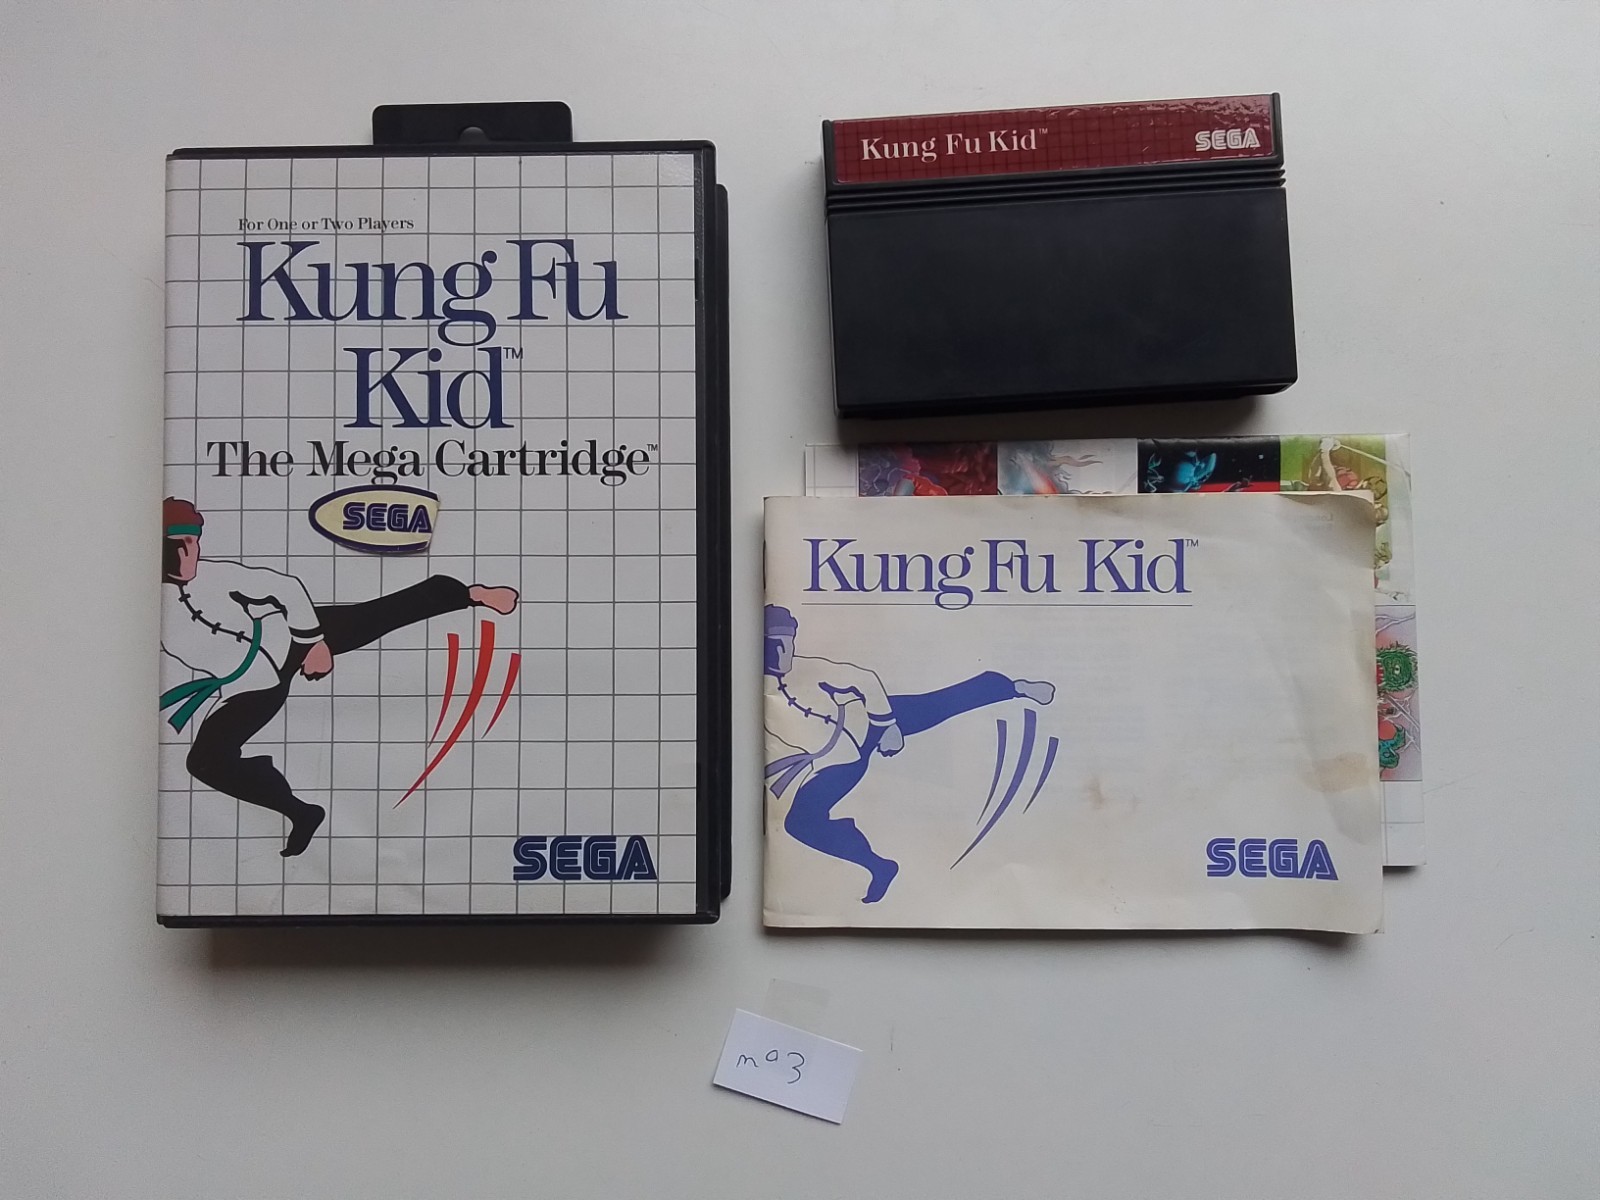 For One or Two Players
Kung Fu
Kid™
The Mega Cartridge™
SEGA
SEGA
Kung Fu Kid™
SEGA
Kung Fu Kid™
SEGA
ma3